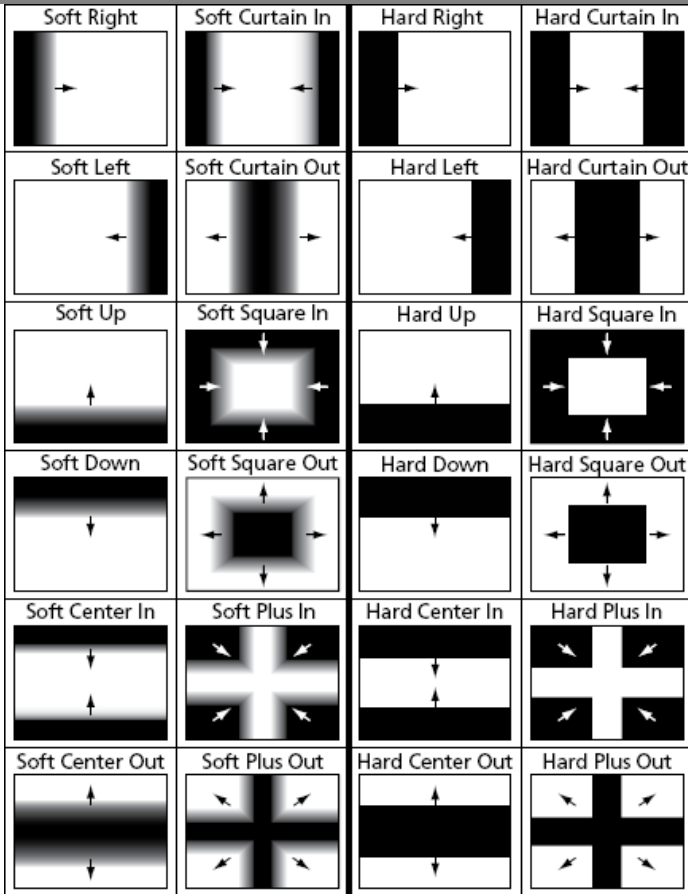 Soft Right
Soft Curtain In
Hard Right
Hard Curtain In
Soft Left
Soft Curtain Out
Hard Left
Hard Curtain Out
Soft Up
Soft Square In
Hard Up
Hard Square In
Soft Down
Soft Square Out
Hard Down
Hard Square Out
Soft Center In
Soft Plus In
Hard Center In
Hard Plus In
Soft Center Out
Soft Plus Out
Hard Center Out
Hard Plus Out